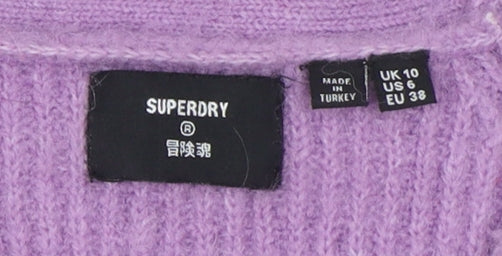 SUPERDRY
®
冒険魂
MADE
IN
TURKEY
UK 10
US 6
EU 38